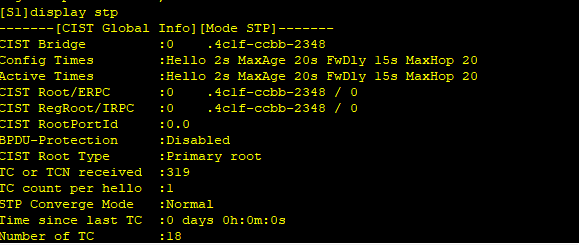 [S1]display stp
-------[CIST Global Info][Mode STP]-------
CIST Bridge         :0    .4c1f-ccbb-2348
Config Times        :Hello 2s MaxAge 20s FwDly 15s MaxHop 20
Active Times        :Hello 2s MaxAge 20s FwDly 15s MaxHop 20
CIST Root/ERPC      :0    .4c1f-ccbb-2348 / 0
CIST RegRoot/IRPC   :0    .4c1f-ccbb-2348 / 0
CIST RootPortId     :0.0
BPDU-Protection     :Disabled
CIST Root Type      :Primary root
TC or TCN received  :319
TC count per hello  :1
STP Converge Mode   :Normal
Time since last TC  :0 days 0h:0m:0s
Number of TC        :18